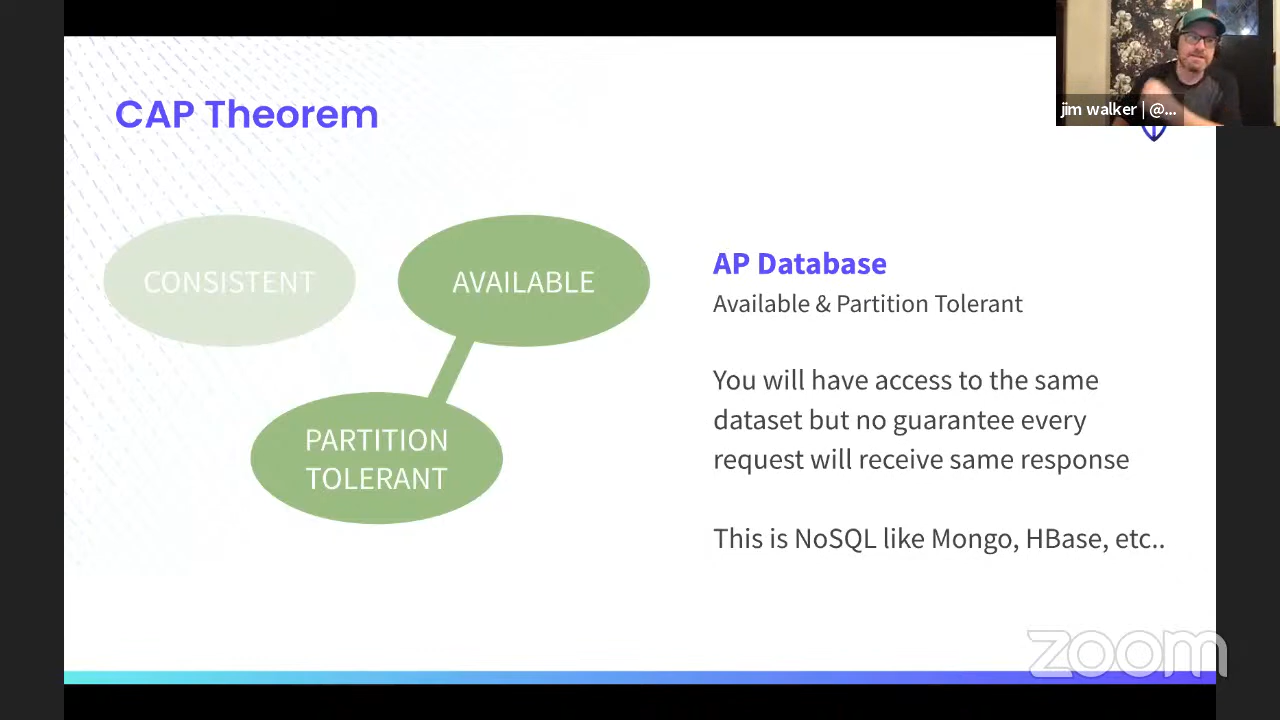 CAP Theorem
jim walker | @...
CONSISTENT
AVAILABLE
PARTITION
TOLERANT
AP Database
Available & Partition Tolerant
You will have access to the same
dataset but no guarantee every
request will receive same response
This is NoSQL like Mongo, HBase, etc..
zoom